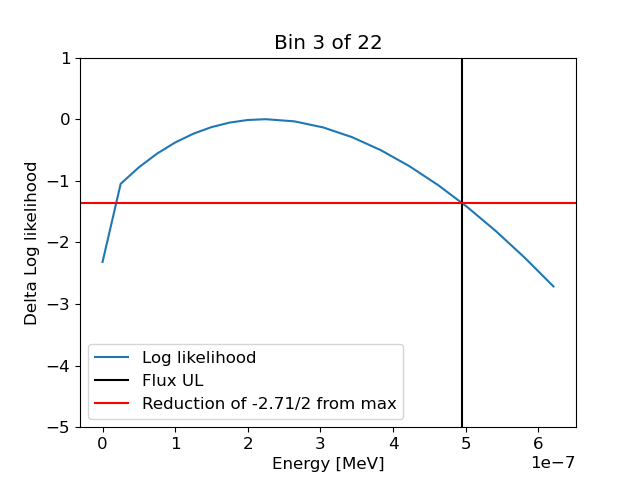 Bin 3 of 22
Delta Log likelihood
1
0
−1
−2
−3
−4
−5
Log likelihood
Flux UL
Reduction of -2.71/2 from max
0 1 2 3 4 5 6
1e−7
Energy [MeV]